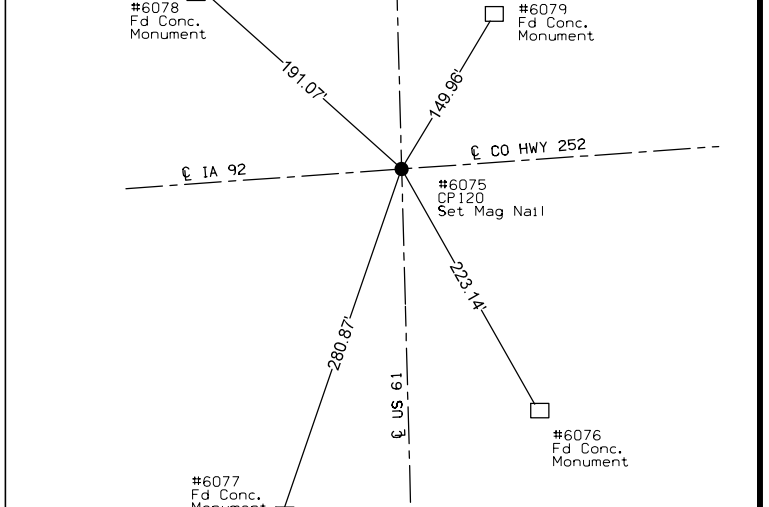 #6078
Fd Conc.
Monument
#6079
Fd Conc.
Monument
191.07'
149.96'
℄ IA 92
℄ CO HWY 252
#6075
CP120
Set Mag Nail
223.14'
280.87'
℄ US 61
#6076
Fd Conc.
Monument
#6077
Fd Conc.
Monument